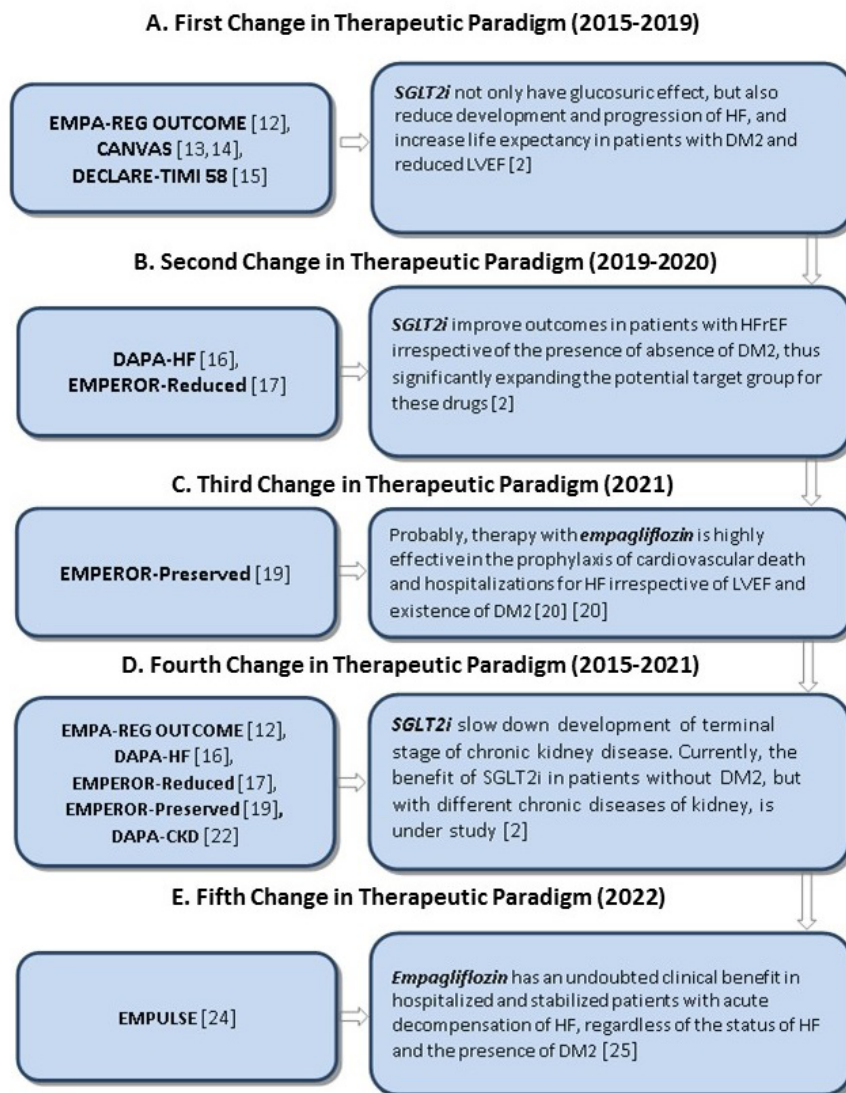 A. First Change in Therapeutic Paradigm (2015-2019)
EMPA-REG OUTCOME [12],
CANVAS [13,14],
DECLARE-TIMI 58 [15]
SGLT2i not only have glucosuric effect, but also
reduce development and progression of HF, and
increase life expectancy in patients with DM2 and
reduced LVEF [2]
B. Second Change in Therapeutic Paradigm (2019-2020)
DAPA-HF [16],
EMPEROR-Reduced [17]
SGLT2i improve outcomes in patients with HFrEF
irrespective of the presence of absence of DM2, thus
significantly expanding the potential target group for
these drugs [2]
C. Third Change in Therapeutic Paradigm (2021)
EMPEROR-Preserved [19]
Probably, therapy with empagliflozin is highly
effective in the prophylaxis of cardiovascular death
and hospitalizations for HF irrespective of LVEF and
existence of DM2 [20] [20]
D. Fourth Change in Therapeutic Paradigm (2015-2021)
EMPA-REG OUTCOME [12],
DAPA-HF [16],
EMPEROR-Reduced [17],
EMPEROR-Preserved [19],
DAPA-CKD [22]
SGLT2i slow down development of terminal
stage of chronic kidney disease. Currently, the
benefit of SGLT2i in patients without DM2, but
with different chronic diseases of kidney, is
under study [2]
E. Fifth Change in Therapeutic Paradigm (2022)
EMPULSE [24]
Empagliflozin has an undoubted clinical benefit in
hospitalized and stabilized patients with acute
decompensation of HF, regardless of the status of HF
and the presence of DM2 [25]